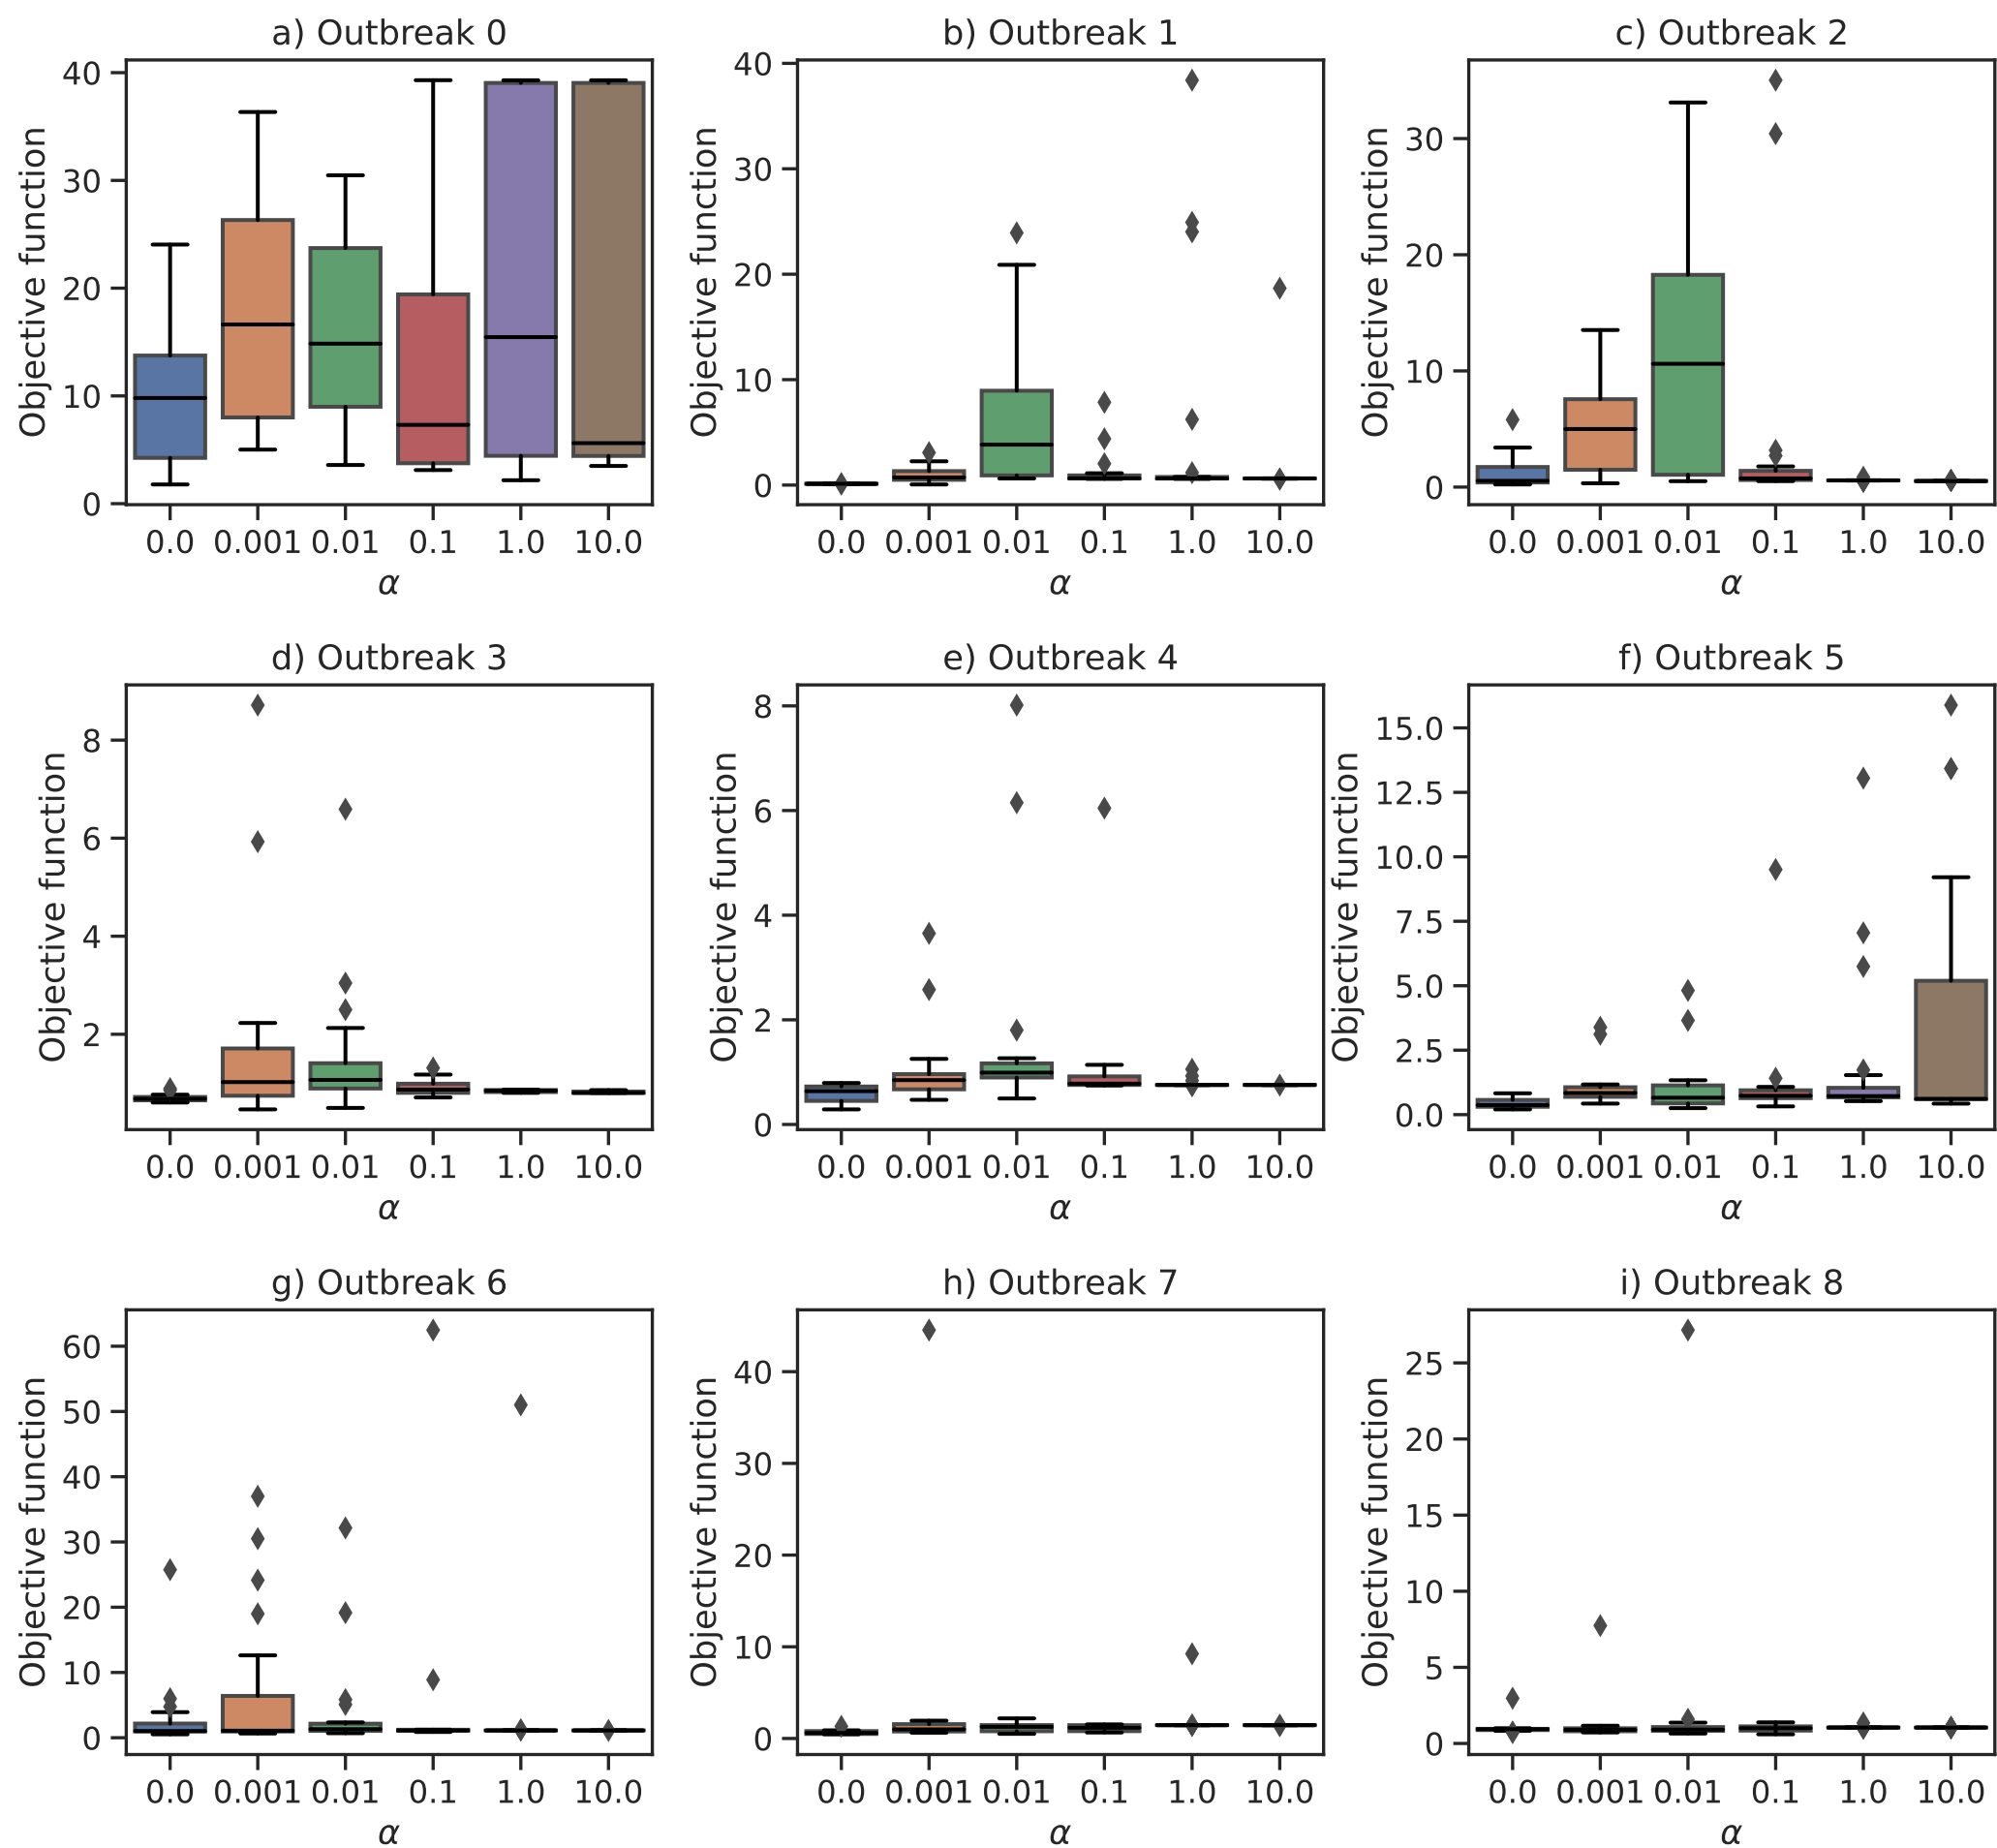 a) Outbreak 0
Objective function
40
30
20
10
0
0.0 0.001 0.01 0.1 1.0 10.0
α
b) Outbreak 1
Objective function
40
30
20
10
0
0.0 0.001 0.01 0.1 1.0 10.0
α
c) Outbreak 2
Objective function
30
20
10
0
0.0 0.001 0.01 0.1 1.0 10.0
α
d) Outbreak 3
Objective function
8
6
4
2
0.0 0.001 0.01 0.1 1.0 10.0
α
e) Outbreak 4
Objective function
8
6
4
2
0
0.0 0.001 0.01 0.1 1.0 10.0
α
f) Outbreak 5
Objective function
15.0
12.5
10.0
7.5
5.0
2.5
0.0
0.0 0.001 0.01 0.1 1.0 10.0
α
g) Outbreak 6
Objective function
60
50
40
30
20
10
0
0.0 0.001 0.01 0.1 1.0 10.0
α
h) Outbreak 7
Objective function
40
30
20
10
0
0.0 0.001 0.01 0.1 1.0 10.0
α
i) Outbreak 8
Objective function
25
20
15
10
5
0
0.0 0.001 0.01 0.1 1.0 10.0
α